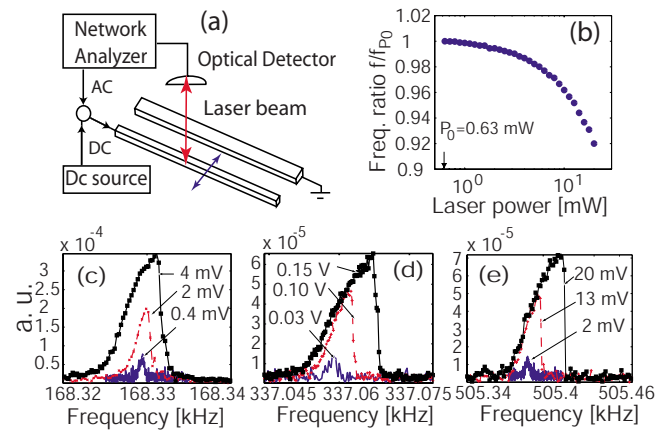 (a)
Network
Analyzer
Optical Detector
AC
Laser beam
DC
Dc source
(b)
Freq. ratio f/fP0
1.02
1
0.98
0.96
0.94
0.92
0.9
P0=0.63 mW
10^0
10^1
Laser power [mW]
(c)
x 10^-4
a. u.
3
2.5
2
1.5
1
0.5
4 mV
2 mV
0.4 mV
168.32
168.33
168.34
Frequency [kHz]
(d)
x 10^-5
6
5
4
3
2
1
0.15 V
0.10 V
0.03 V
337.045
337.06
337.075
Frequency [kHz]
(e)
x 10^-5
7
6
5
4
3
2
1
20 mV
13 mV
2 mV
505.34
505.4
505.46
Frequency [kHz]